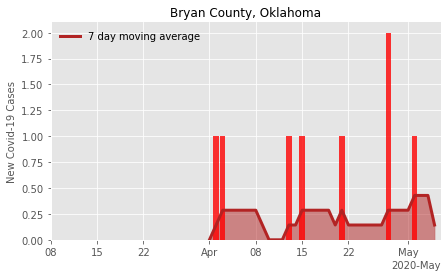 Bryan County, Oklahoma
7 day moving average
New Covid-19 Cases
2.00
1.75
1.50
1.25
1.00
0.75
0.50
0.25
0.00
08 15 22 Apr 08 15 22 May
2020-May